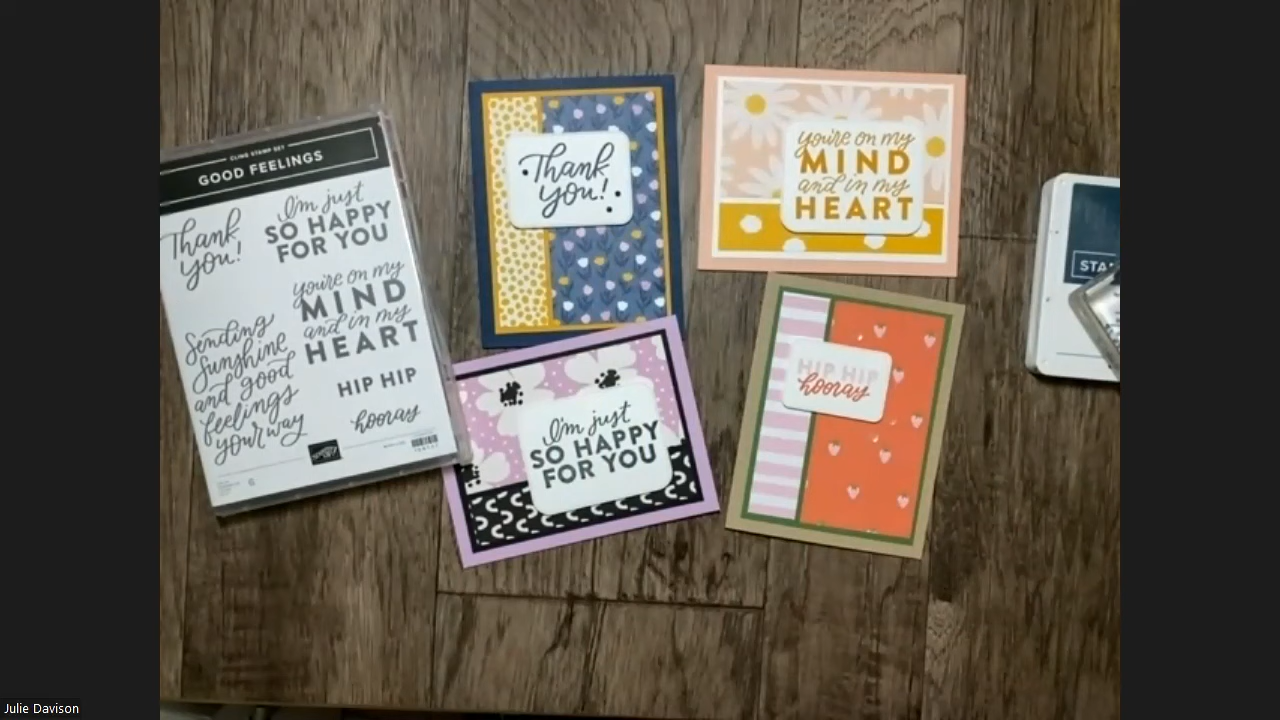 CLING STAMP SET
GOOD FEELINGS
Thank
you!
I'm just
SO HAPPY
FOR YOU
you're on my
MIND
and in my
HEART
Sending
Sunshine
and good
feelings
your way
HIP HIP
hooray
Thank
you!
you're on my
MIND
and in my
HEART
I'm just
SO HAPPY
FOR YOU
HIP HIP
hooray
Julie Davison